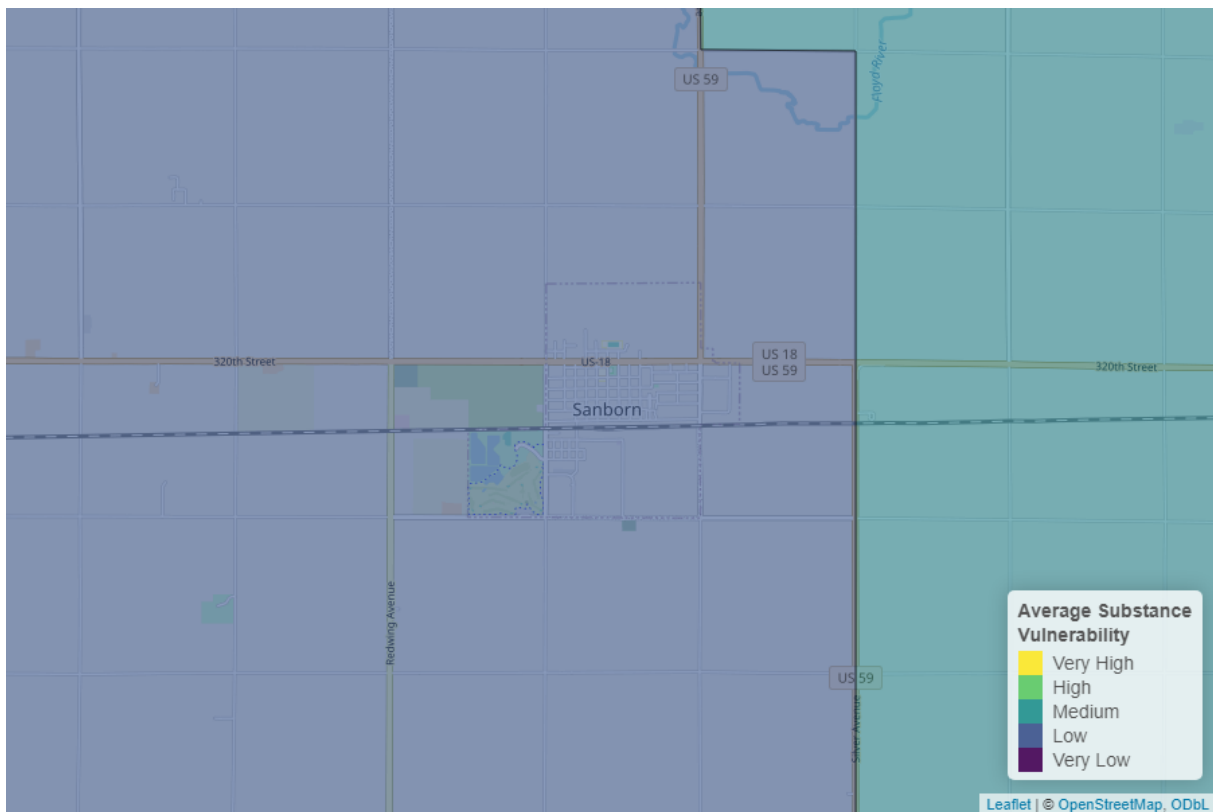 Floyd River
US 59
320th Street
US-18
US 18
US 59
320th Street
Sanborn
Redwing Avenue
US 59
Silver Avenue
Average Substance
Vulnerability
Very High
High
Medium
Low
Very Low
Leaflet | © OpenStreetMap, ODbL